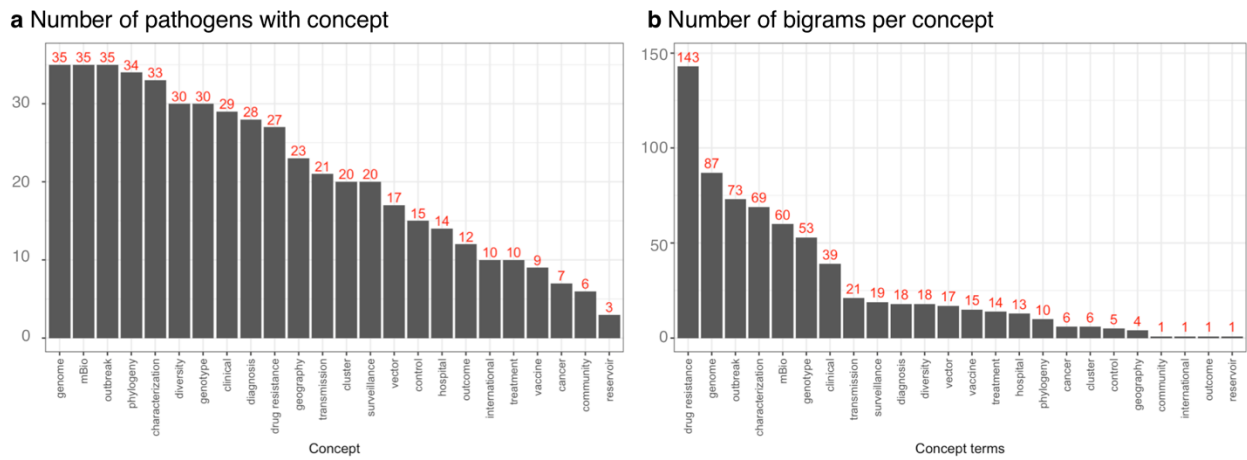 a Number of pathogens with concept
35 35 35 34 33 30 30 29 28 27 23 21 20 20 17 15 14 12 10 10 9 7 6 3
30
20
10
0
genome
mBio
outbreak
phylogeny
characterization
diversity
genotype
clinical
diagnosis
drug resistance
geography
transmission
cluster
surveillance
vector
control
hospital
outcome
international
treatment
vaccine
cancer
community
reservoir
Concept
b Number of bigrams per concept
143 87 73 69 60 53 39 21 19 18 18 17 15 14 13 10 6 6 5 4 1 1 1 1
150
100
50
0
drug resistance
genome
outbreak
characterization
mBio
genotype
clinical
transmission
surveillance
diagnosis
diversity
vector
vaccine
treatment
hospital
phylogeny
cancer
cluster
control
geography
community
international
outcome
reservoir
Concept terms